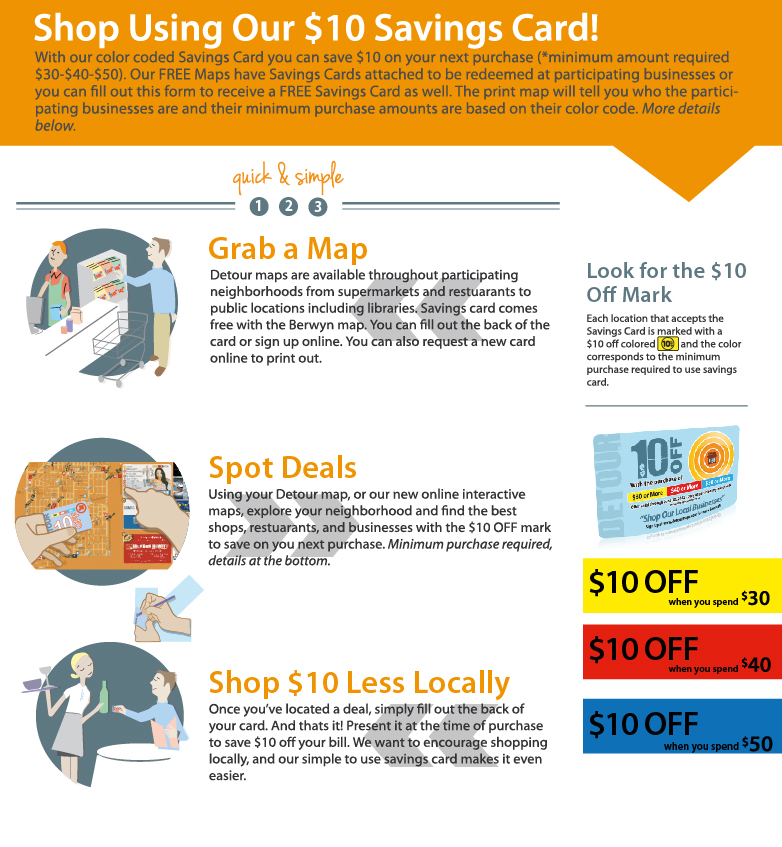 Shop Using Our $10 Savings Card!
With our color coded Savings Card you can save $10 on your next purchase (*minimum amount required
$30-$40-$50). Our FREE Maps have Savings Cards attached to be redeemed at participating businesses or
you can fill out this form to receive a FREE Savings Card as well. The print map will tell you who the partici-
pating businesses are and their minimum purchase amounts are based on their color code. More details
below.
quick & simple
1 2 3
Grab a Map
Detour maps are available throughout participating
neighborhoods from supermarkets and restuarants to
public locations including libraries. Savings card comes
free with the Berwyn map. You can fill out the back of the
card or sign up online. You can also request a new card
online to print out.
Spot Deals
Using your Detour map, or our new online interactive
maps, explore your neighborhood and find the best
shops, restuarants, and businesses with the $10 OFF mark
to save on you next purchase. Minimum purchase required,
details at the bottom.
Shop $10 Less Locally
Once you've located a deal, simply fill out the back of
your card. And thats it! Present it at the time of purchase
to save $10 off your bill. We want to encourage shopping
locally, and our simple to use savings card makes it even
easier.
Look for the $10
Off Mark
Each location that accepts the
Savings Card is marked with a
$10 off colored 10 and the color
corresponds to the minimum
purchase required to use savings
card.
$10 OFF
With the purchase of
$30 or More $40 or More $50 or More
"Shop Our Local Businesses"
$10 OFF
when you spend $30
$10 OFF
when you spend $40
$10 OFF
when you spend $50